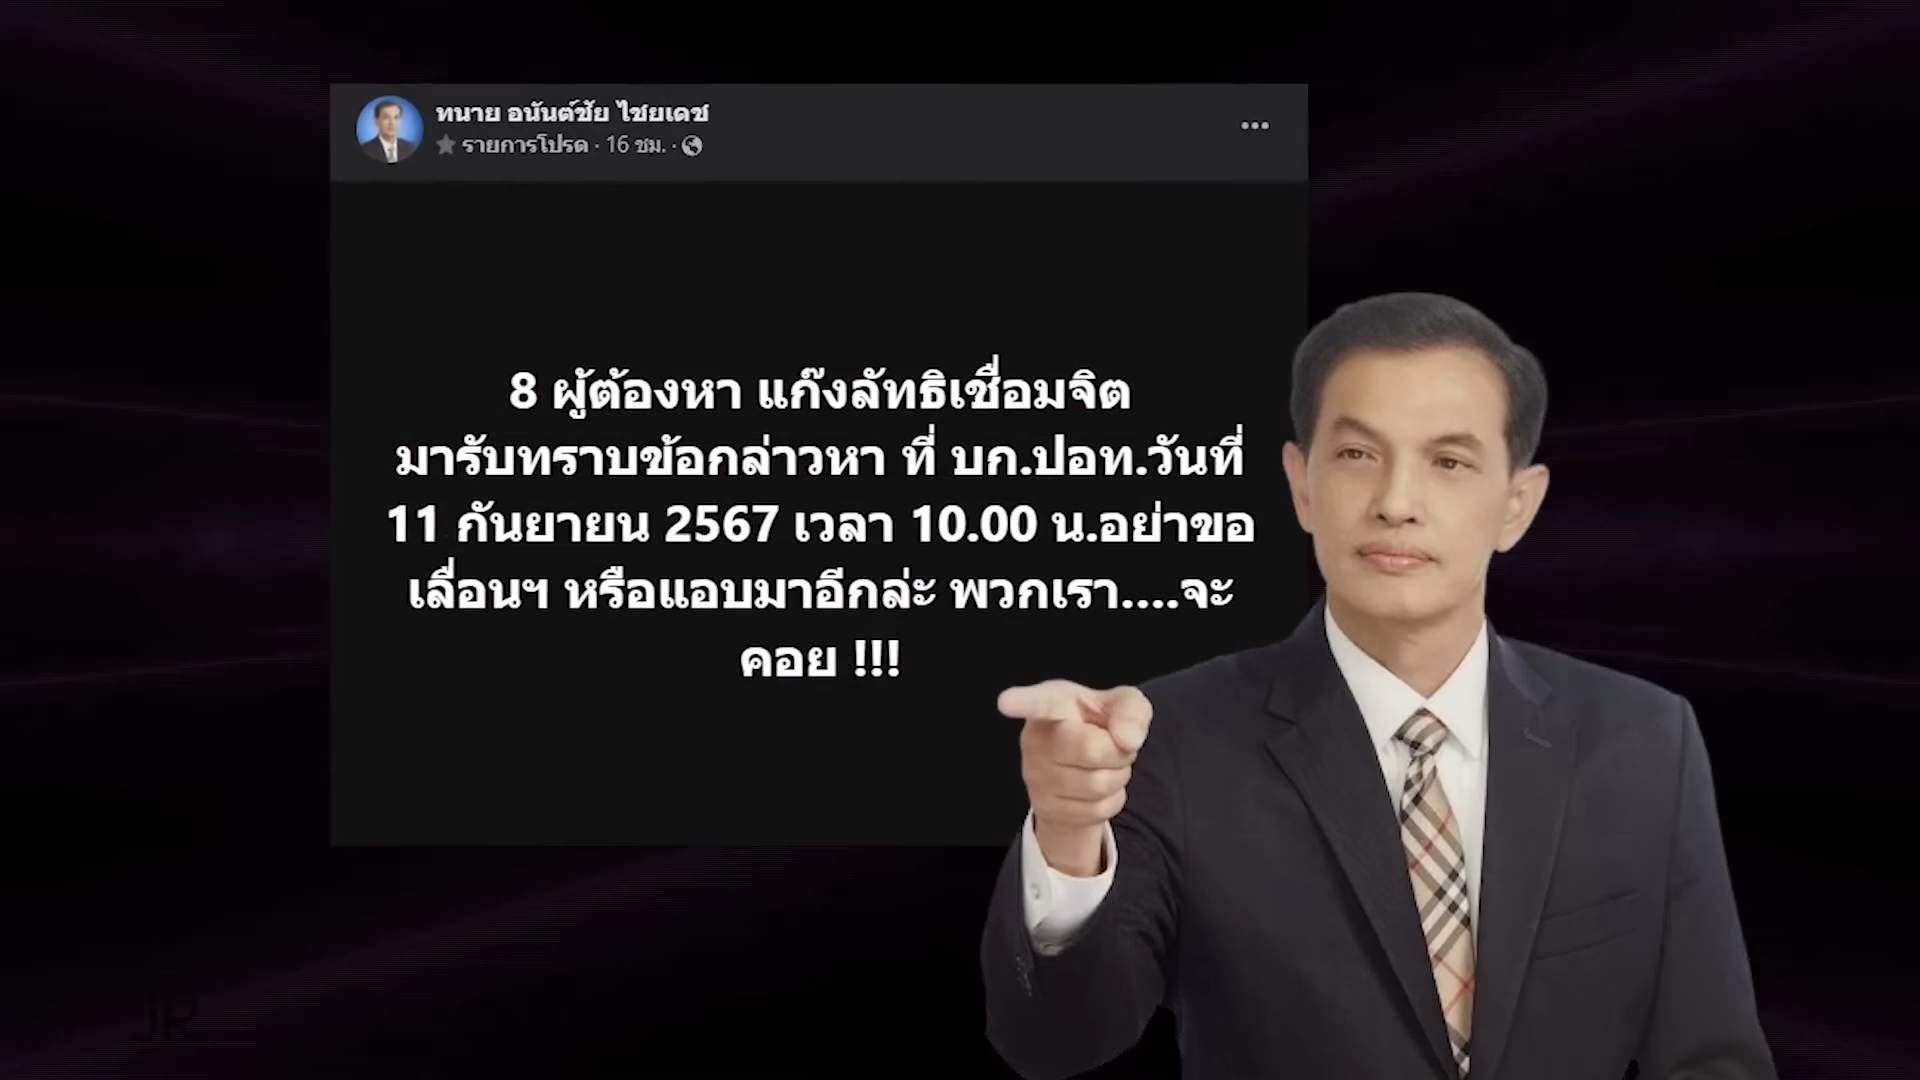 ทนาย อนันต์ชัย ไชยเดช
รายการโปรด · 16 ชม. ·
8 ผู้ต้องหา แก๊งลัทธิเชื่อมจิต
มารับทราบข้อกล่าวหา ที่ บก.ปอท.วันที่
11 กันยายน 2567 เวลา 10.00 น.อย่าขอ
เลื่อนฯ หรือแอบมาอีกล่ะ พวกเรา....จะ
คอย !!!